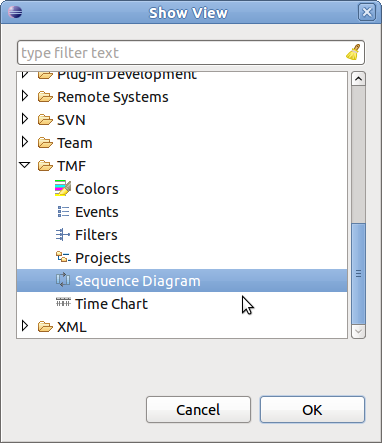 Show View
type filter text
Plug-in Development
Remote Systems
SVN
Team
TMF
Colors
Events
Filters
Projects
Sequence Diagram
Time Chart
XML
Cancel
OK